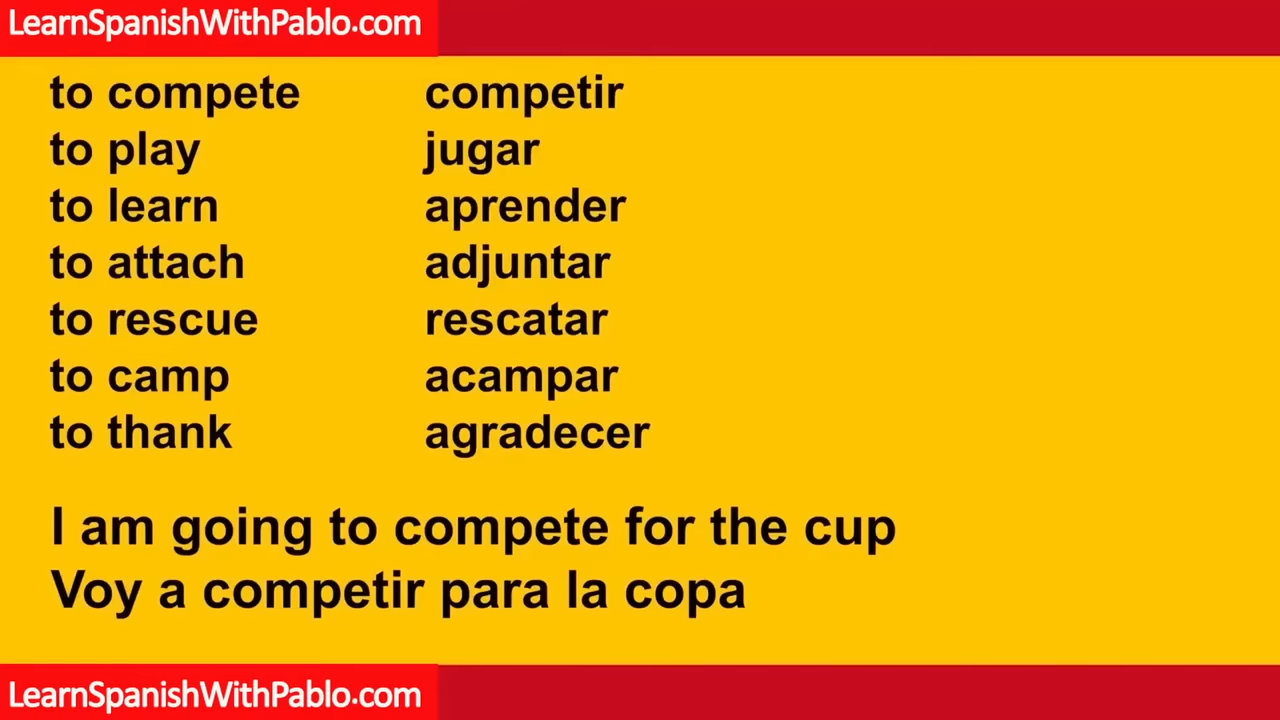 LearnSpanishWithPablo.com
to compete competir
to play jugar
to learn aprender
to attach adjuntar
to rescue rescatar
to camp acampar
to thank agradecer
I am going to compete for the cup
Voy a competir para la copa
LearnSpanishWithPablo.com